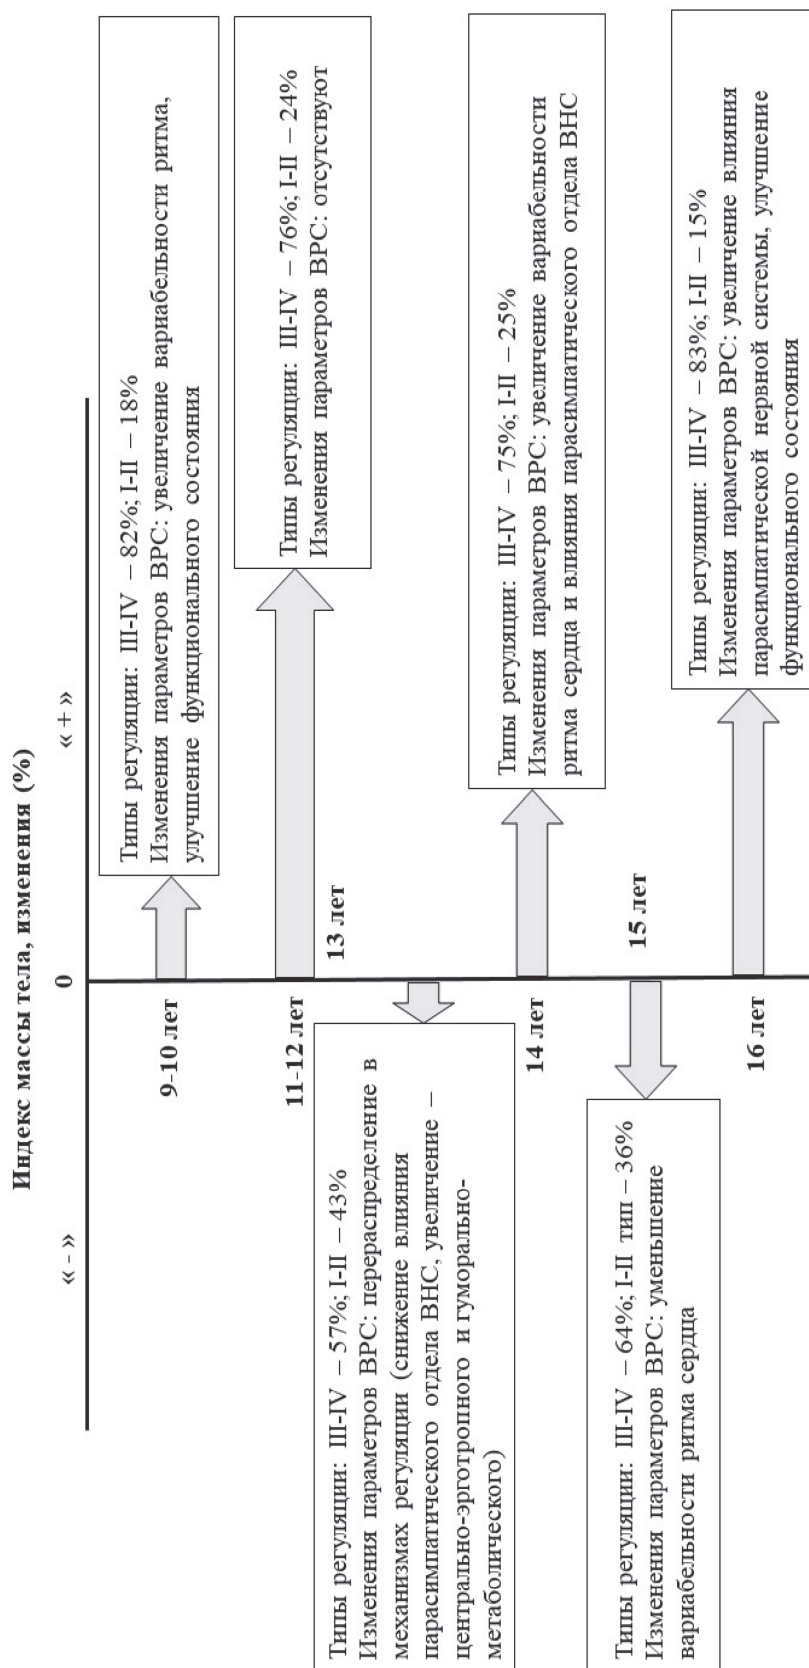 Индекс массы тела, изменения (%)
« - »
0
« + »
9-10 лет
Типы регуляции: III-IV – 82%; I-II – 18%
Изменения параметров ВРС: увеличение вариабельности ритма,
улучшение функционального состояния
11-12 лет
Типы регуляции: III-IV – 76%; I-II – 24%
Изменения параметров ВРС: отсутствуют
13 лет
Типы регуляции: III-IV – 57%; I-II – 43%
Изменения параметров ВРС: перераспределение в
механизмах регуляции (снижение влияния
парасимпатического отдела ВНС, увеличение –
центрально-эрготропного и гуморально-
метаболического)
14 лет
Типы регуляции: III-IV – 75%; I-II – 25%
Изменения параметров ВРС: увеличение вариабельности
ритма сердца и влияния парасимпатического отдела ВНС
15 лет
Типы регуляции: III-IV – 64%; I-II тип – 36%
Изменения параметров ВРС: уменьшение
вариабельности ритма сердца
16 лет
Типы регуляции: III-IV – 83%; I-II – 15%
Изменения параметров ВРС: увеличение влияния
парасимпатической нервной системы, улучшение
функционального состояния